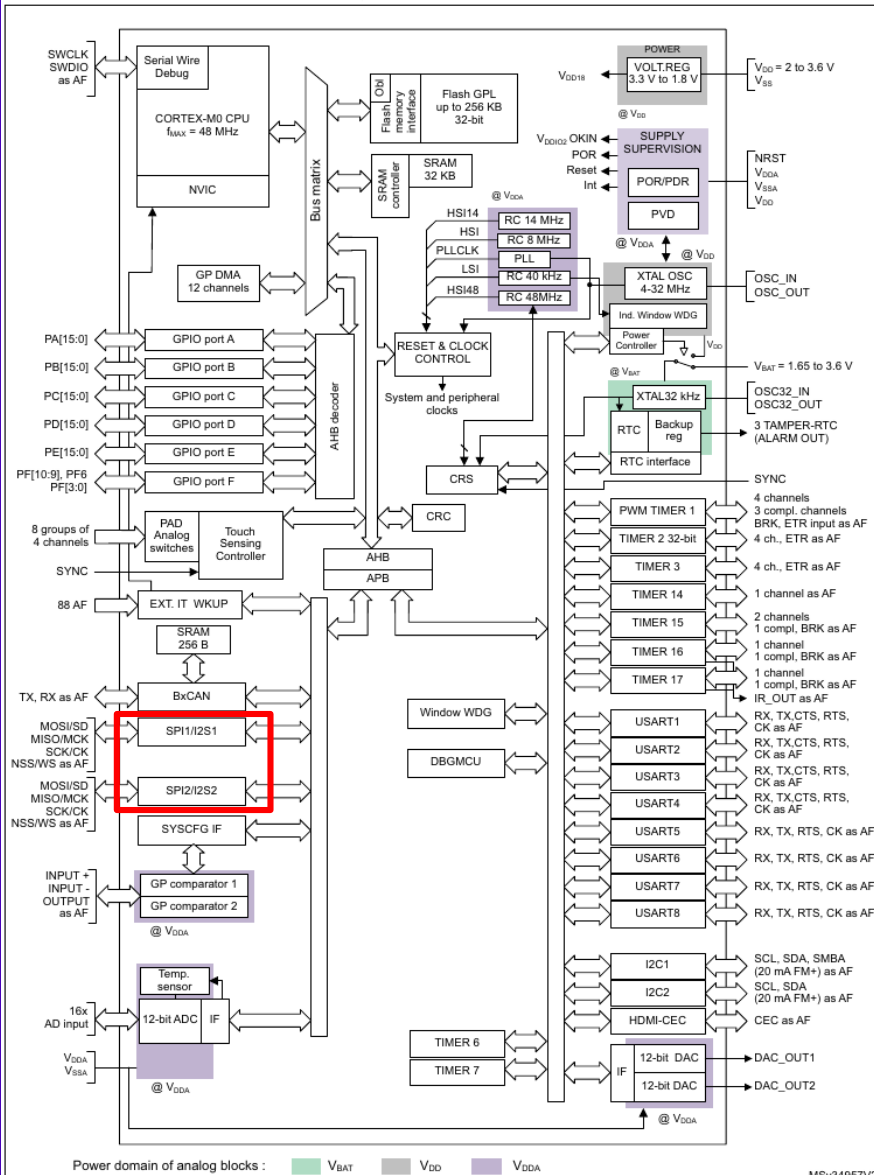 SWCLK
SWDIO
as AF
Serial Wire
Debug
CORTEX-M0 CPU
fMAX = 48 MHz
NVIC
Bus matrix
Obl
Flash
memory
interface
Flash GPL
up to 256 KB
32-bit
SRAM
controller
SRAM
32 KB
POWER
VOLT.REG
3.3 V to 1.8 V
VDD18
VDD = 2 to 3.6 V
VSS
@ VDD
VDDIO2 OKIN
POR
Reset
Int
SUPPLY
SUPERVISION
POR/PDR
PVD
NRST
VDDA
VSSA
VDD
@ VDDA
@ VDD
@ VDDA
HSI14
HSI
PLLCLK
LSI
HSI48
RC 14 MHz
RC 8 MHz
PLL
RC 40 kHz
RC 48MHz
XTAL OSC
4-32 MHz
OSC_IN
OSC_OUT
Ind. Window WDG
Power
Controller
VDD
VBAT = 1.65 to 3.6 V
@ VBAT
XTAL32 kHz
OSC32_IN
OSC32_OUT
RTC
Backup
reg
3 TAMPER-RTC
(ALARM OUT)
RTC interface
GP DMA
12 channels
RESET & CLOCK
CONTROL
System and peripheral
clocks
PA[15:0]
GPIO port A
PB[15:0]
GPIO port B
PC[15:0]
GPIO port C
PD[15:0]
GPIO port D
PE[15:0]
GPIO port E
PF[10:9], PF6
PF[3:0]
GPIO port F
AHB decoder
CRS
SYNC
8 groups of
4 channels
PAD
Analog
switches
Touch
Sensing
Controller
SYNC
CRC
AHB
APB
88 AF
EXT. IT WKUP
SRAM
256 B
TX, RX as AF
BxCAN
MOSI/SD
MISO/MCK
SCK/CK
NSS/WS as AF
SPI1/I2S1
MOSI/SD
MISO/MCK
SCK/CK
NSS/WS as AF
SPI2/I2S2
SYSCFG IF
INPUT +
INPUT -
OUTPUT
as AF
GP comparator 1
GP comparator 2
@ VDDA
Temp.
sensor
16x
AD input
12-bit ADC
IF
VDDA
VSSA
@ VDDA
Window WDG
DBGMCU
TIMER 6
TIMER 7
PWM TIMER 1
4 channels
3 compl. channels
BRK, ETR input as AF
TIMER 2 32-bit
4 ch., ETR as AF
TIMER 3
4 ch., ETR as AF
TIMER 14
1 channel as AF
TIMER 15
2 channels
1 compl, BRK as AF
TIMER 16
1 channel
1 compl, BRK as AF
TIMER 17
1 channel
1 compl, BRK as AF
IR_OUT as AF
USART1
RX, TX,CTS, RTS,
CK as AF
USART2
RX, TX,CTS, RTS,
CK as AF
USART3
RX, TX,CTS, RTS,
CK as AF
USART4
RX, TX,CTS, RTS,
CK as AF
USART5
RX, TX, RTS, CK as AF
USART6
RX, TX, RTS, CK as AF
USART7
RX, TX, RTS, CK as AF
USART8
RX, TX, RTS, CK as AF
I2C1
SCL, SDA, SMBA
(20 mA FM+) as AF
I2C2
SCL, SDA
(20 mA FM+) as AF
HDMI-CEC
CEC as AF
IF
12-bit DAC
DAC_OUT1
12-bit DAC
DAC_OUT2
@ VDDA
Power domain of analog blocks :
VBAT
VDD
VDDA